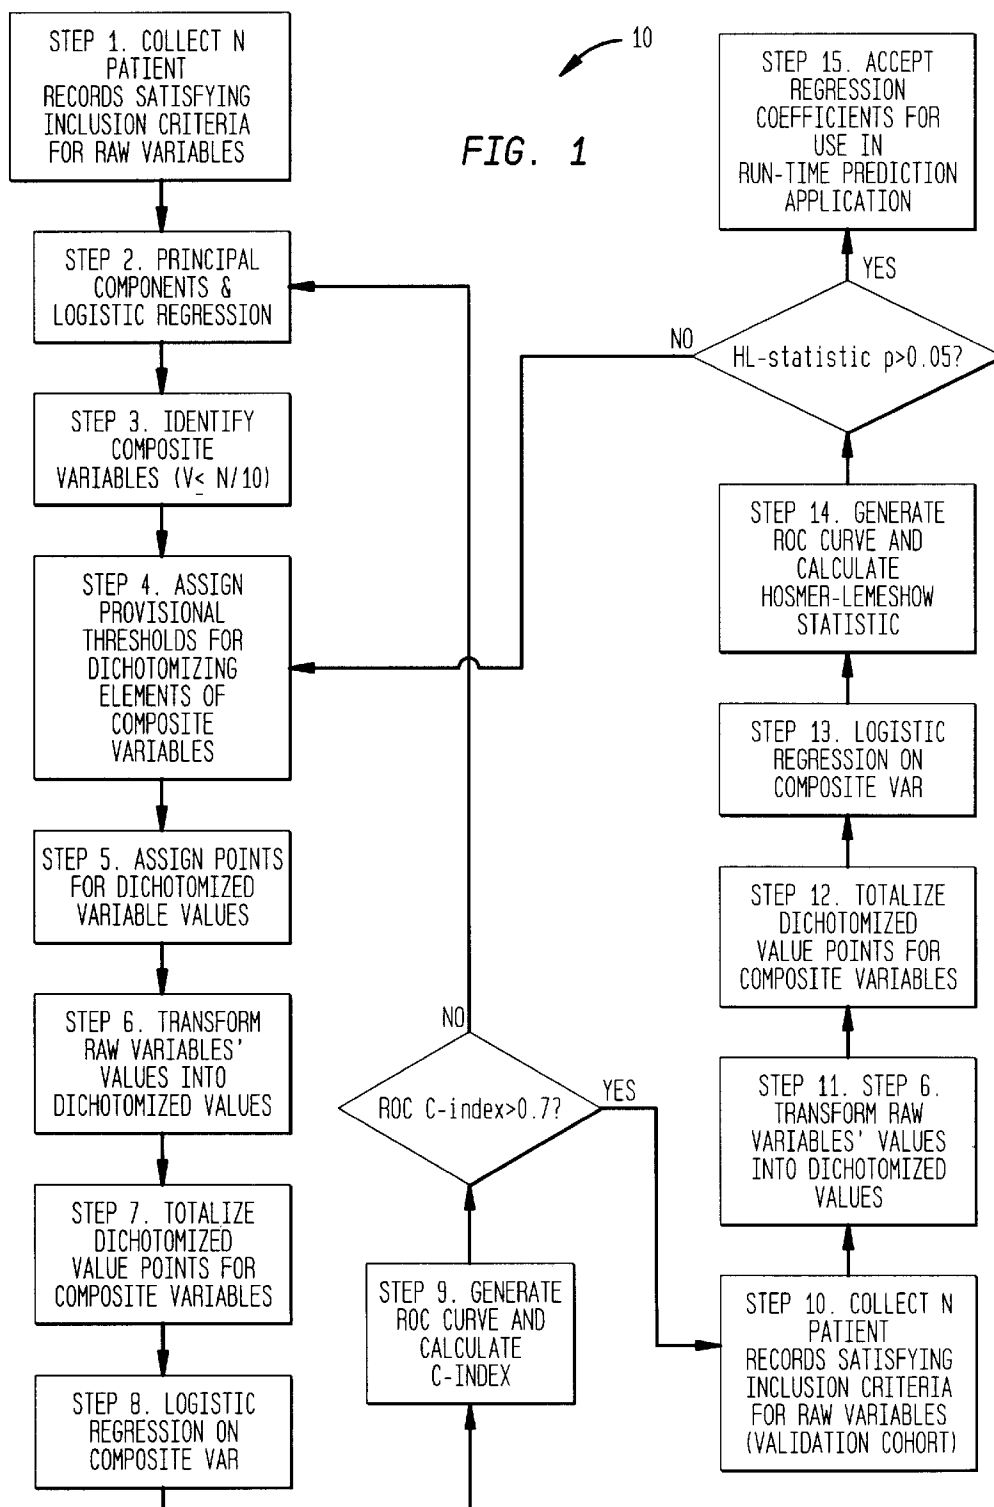 STEP 1. COLLECT N
PATIENT
RECORDS SATISFYING
INCLUSION CRITERIA
FOR RAW VARIABLES
STEP 2. PRINCIPAL
COMPONENTS &
LOGISTIC REGRESSION
STEP 3. IDENTIFY
COMPOSITE
VARIABLES (V≤ N/10)
STEP 4. ASSIGN
PROVISIONAL
THRESHOLDS FOR
DICHOTOMIZING
ELEMENTS OF
COMPOSITE
VARIABLES
STEP 5. ASSIGN POINTS
FOR DICHOTOMIZED
VARIABLE VALUES
STEP 6. TRANSFORM
RAW VARIABLES'
VALUES INTO
DICHOTOMIZED VALUES
STEP 7. TOTALIZE
DICHOTOMIZED
VALUE POINTS FOR
COMPOSITE VARIABLES
STEP 8. LOGISTIC
REGRESSION ON
COMPOSITE VAR
10
FIG. 1
NO
ROC C-index>0.7?
YES
STEP 9. GENERATE
ROC CURVE AND
CALCULATE
C-INDEX
STEP 15. ACCEPT
REGRESSION
COEFFICIENTS FOR
USE IN
RUN-TIME PREDICTION
APPLICATION
YES
NO
HL-statistic p>0.05?
STEP 14. GENERATE
ROC CURVE AND
CALCULATE
HOSMER-LEMESHOW
STATISTIC
STEP 13. LOGISTIC
REGRESSION ON
COMPOSITE VAR
STEP 12. TOTALIZE
DICHOTOMIZED
VALUE POINTS FOR
COMPOSITE VARIABLES
STEP 11. STEP 6.
TRANSFORM RAW
VARIABLES' VALUES
INTO DICHOTOMIZED
VALUES
STEP 10. COLLECT N
PATIENT
RECORDS SATISFYING
INCLUSION CRITERIA
FOR RAW VARIABLES
(VALIDATION COHORT)